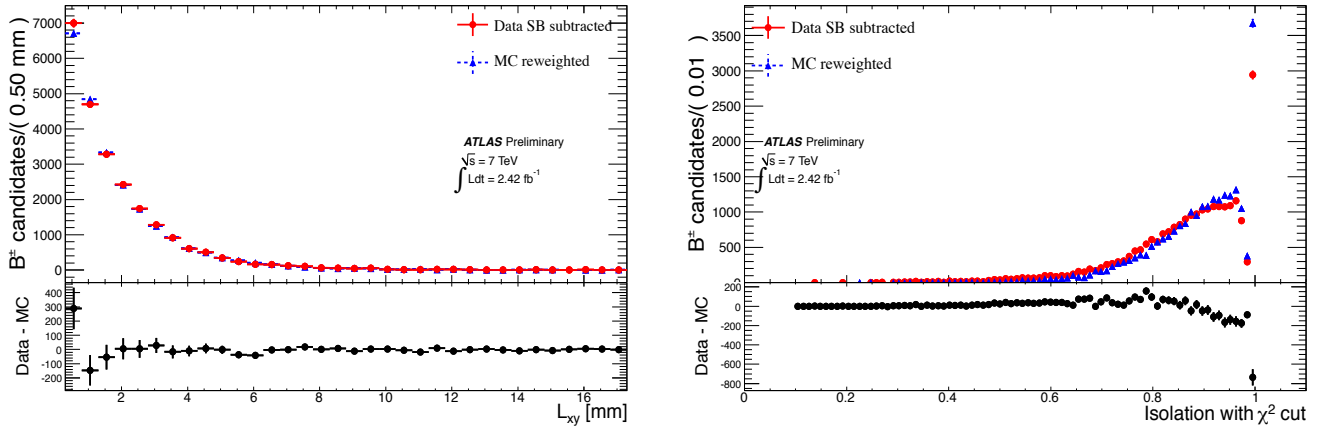 B± candidates/( 0.50 mm )
7000
6000
5000
4000
3000
2000
1000
0
Data SB subtracted
MC reweighted
ATLAS Preliminary
√s = 7 TeV
∫ Ldt = 2.42 fb⁻¹
Data - MC
400
300
200
100
0
-100
-200
2 4 6 8 10 12 14 16
Lxy [mm]
B± candidates/( 0.01 )
3500
3000
2500
2000
1500
1000
500
Data SB subtracted
MC reweighted
ATLAS Preliminary
√s = 7 TeV
∫ Ldt = 2.42 fb⁻¹
Data - MC
200
0
-200
-400
-600
-800
0 0.2 0.4 0.6 0.8 1
Isolation with χ² cut